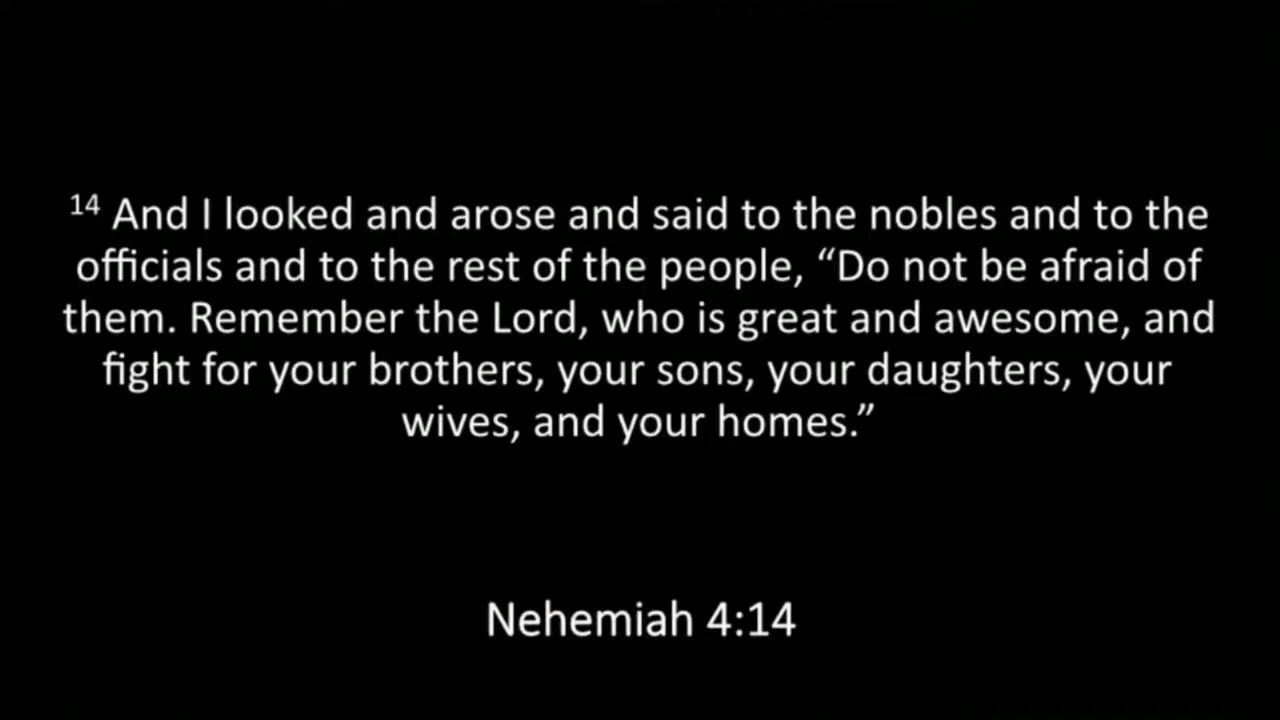 14 And I looked and arose and said to the nobles and to the
officials and to the rest of the people, “Do not be afraid of
them. Remember the Lord, who is great and awesome, and
fight for your brothers, your sons, your daughters, your
wives, and your homes.”
Nehemiah 4:14